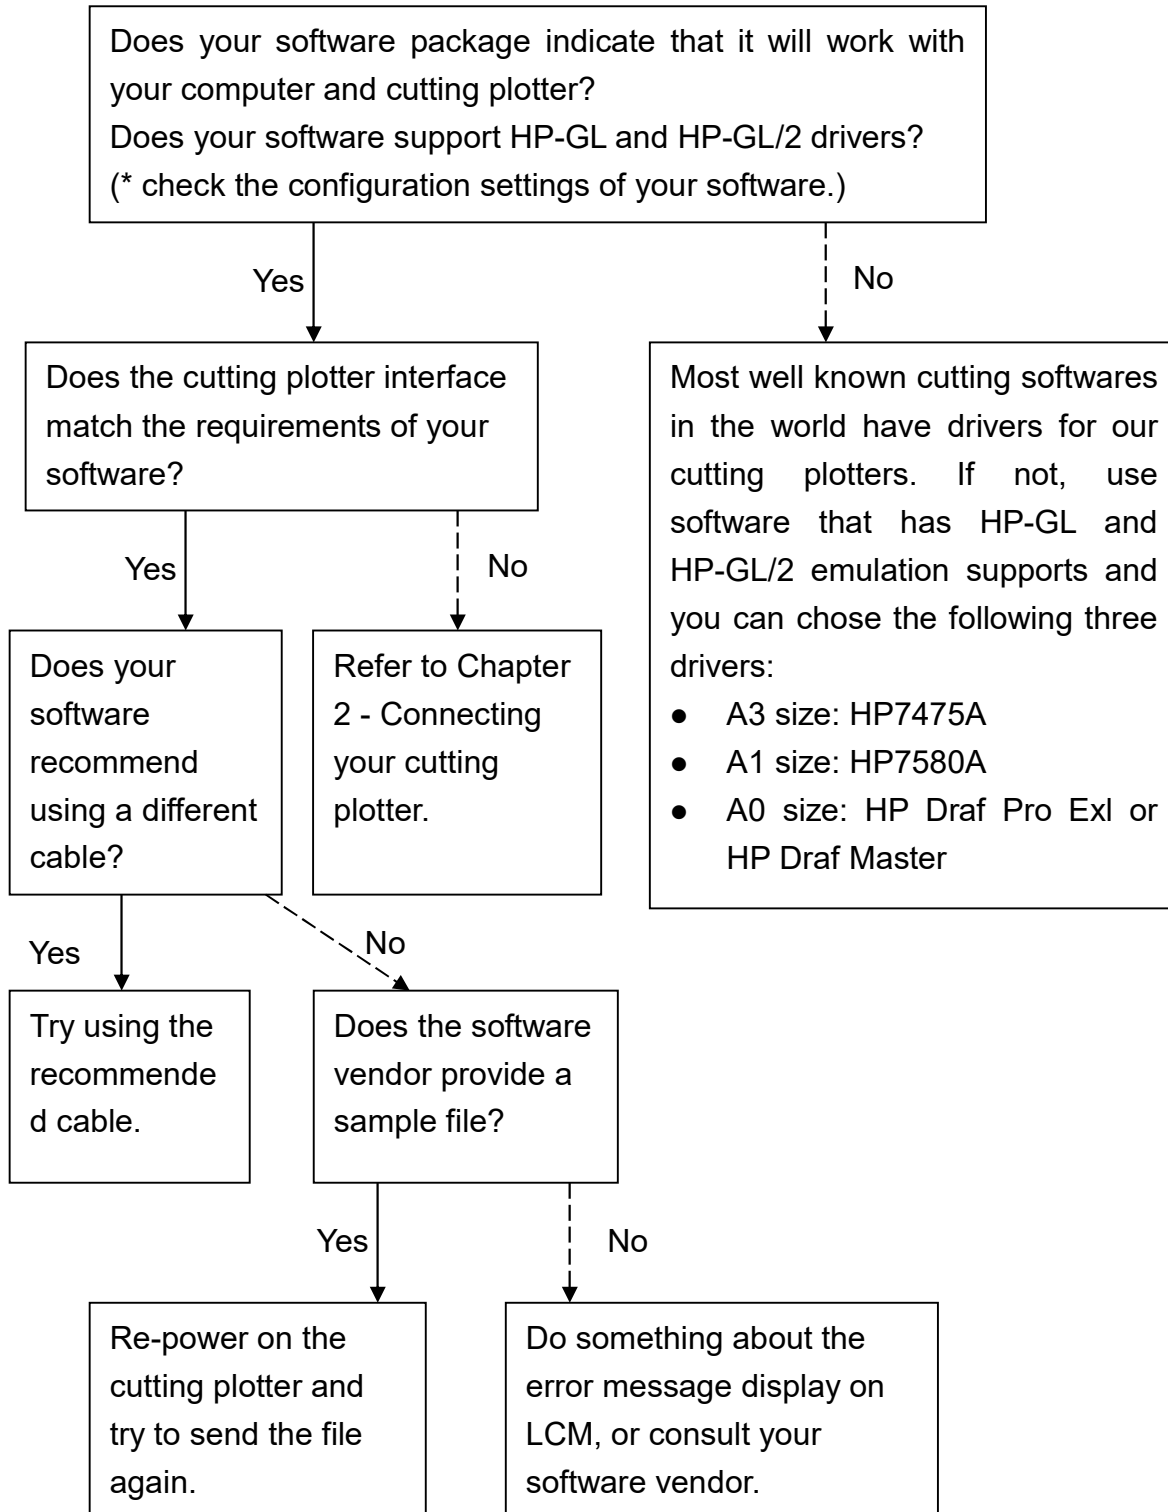 Does your software package indicate that it will work with
your computer and cutting plotter?
Does your software support HP-GL and HP-GL/2 drivers?
(* check the configuration settings of your software.)
Yes
No
Does the cutting plotter interface
match the requirements of your
software?
Most well known cutting softwares
in the world have drivers for our
cutting plotters. If not, use
software that has HP-GL and
HP-GL/2 emulation supports and
you can chose the following three
drivers:
● A3 size: HP7475A
● A1 size: HP7580A
● A0 size: HP Draf Pro Exl or
HP Draf Master
Yes
No
Does your
software
recommend
using a different
cable?
Refer to Chapter
2 - Connecting
your cutting
plotter.
Yes
No
Try using the
recommende
d cable.
Does the software
vendor provide a
sample file?
Yes
No
Re-power on the
cutting plotter and
try to send the file
again.
Do something about the
error message display on
LCM, or consult your
software vendor.